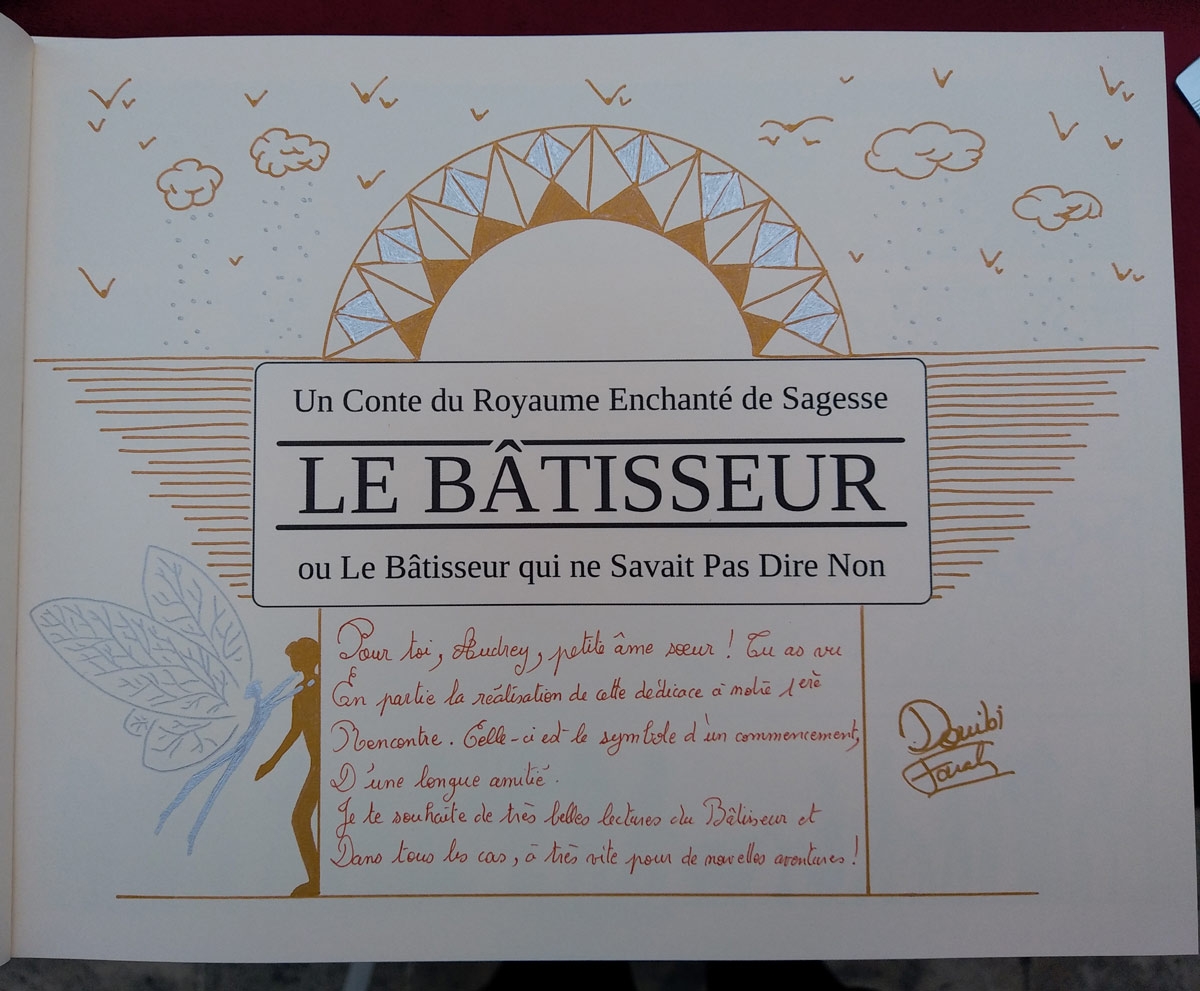 Un Conte du Royaume Enchanté de Sagesse
LE BÂTISSEUR
ou Le Bâtisseur qui ne Savait Pas Dire Non
Pour toi, Audrey, petite âme sœur ! Tu as vu
En partie la réalisation de cette dédicace à notre 1ère
Rencontre. Celle-ci est le symbole d'un commencement,
D'une longue amitié.
Je te souhaite de très belles lectures du Bâtisseur et
Dans tous les cas, à très vite pour de nouvelles aventures !
Douibi
Farah